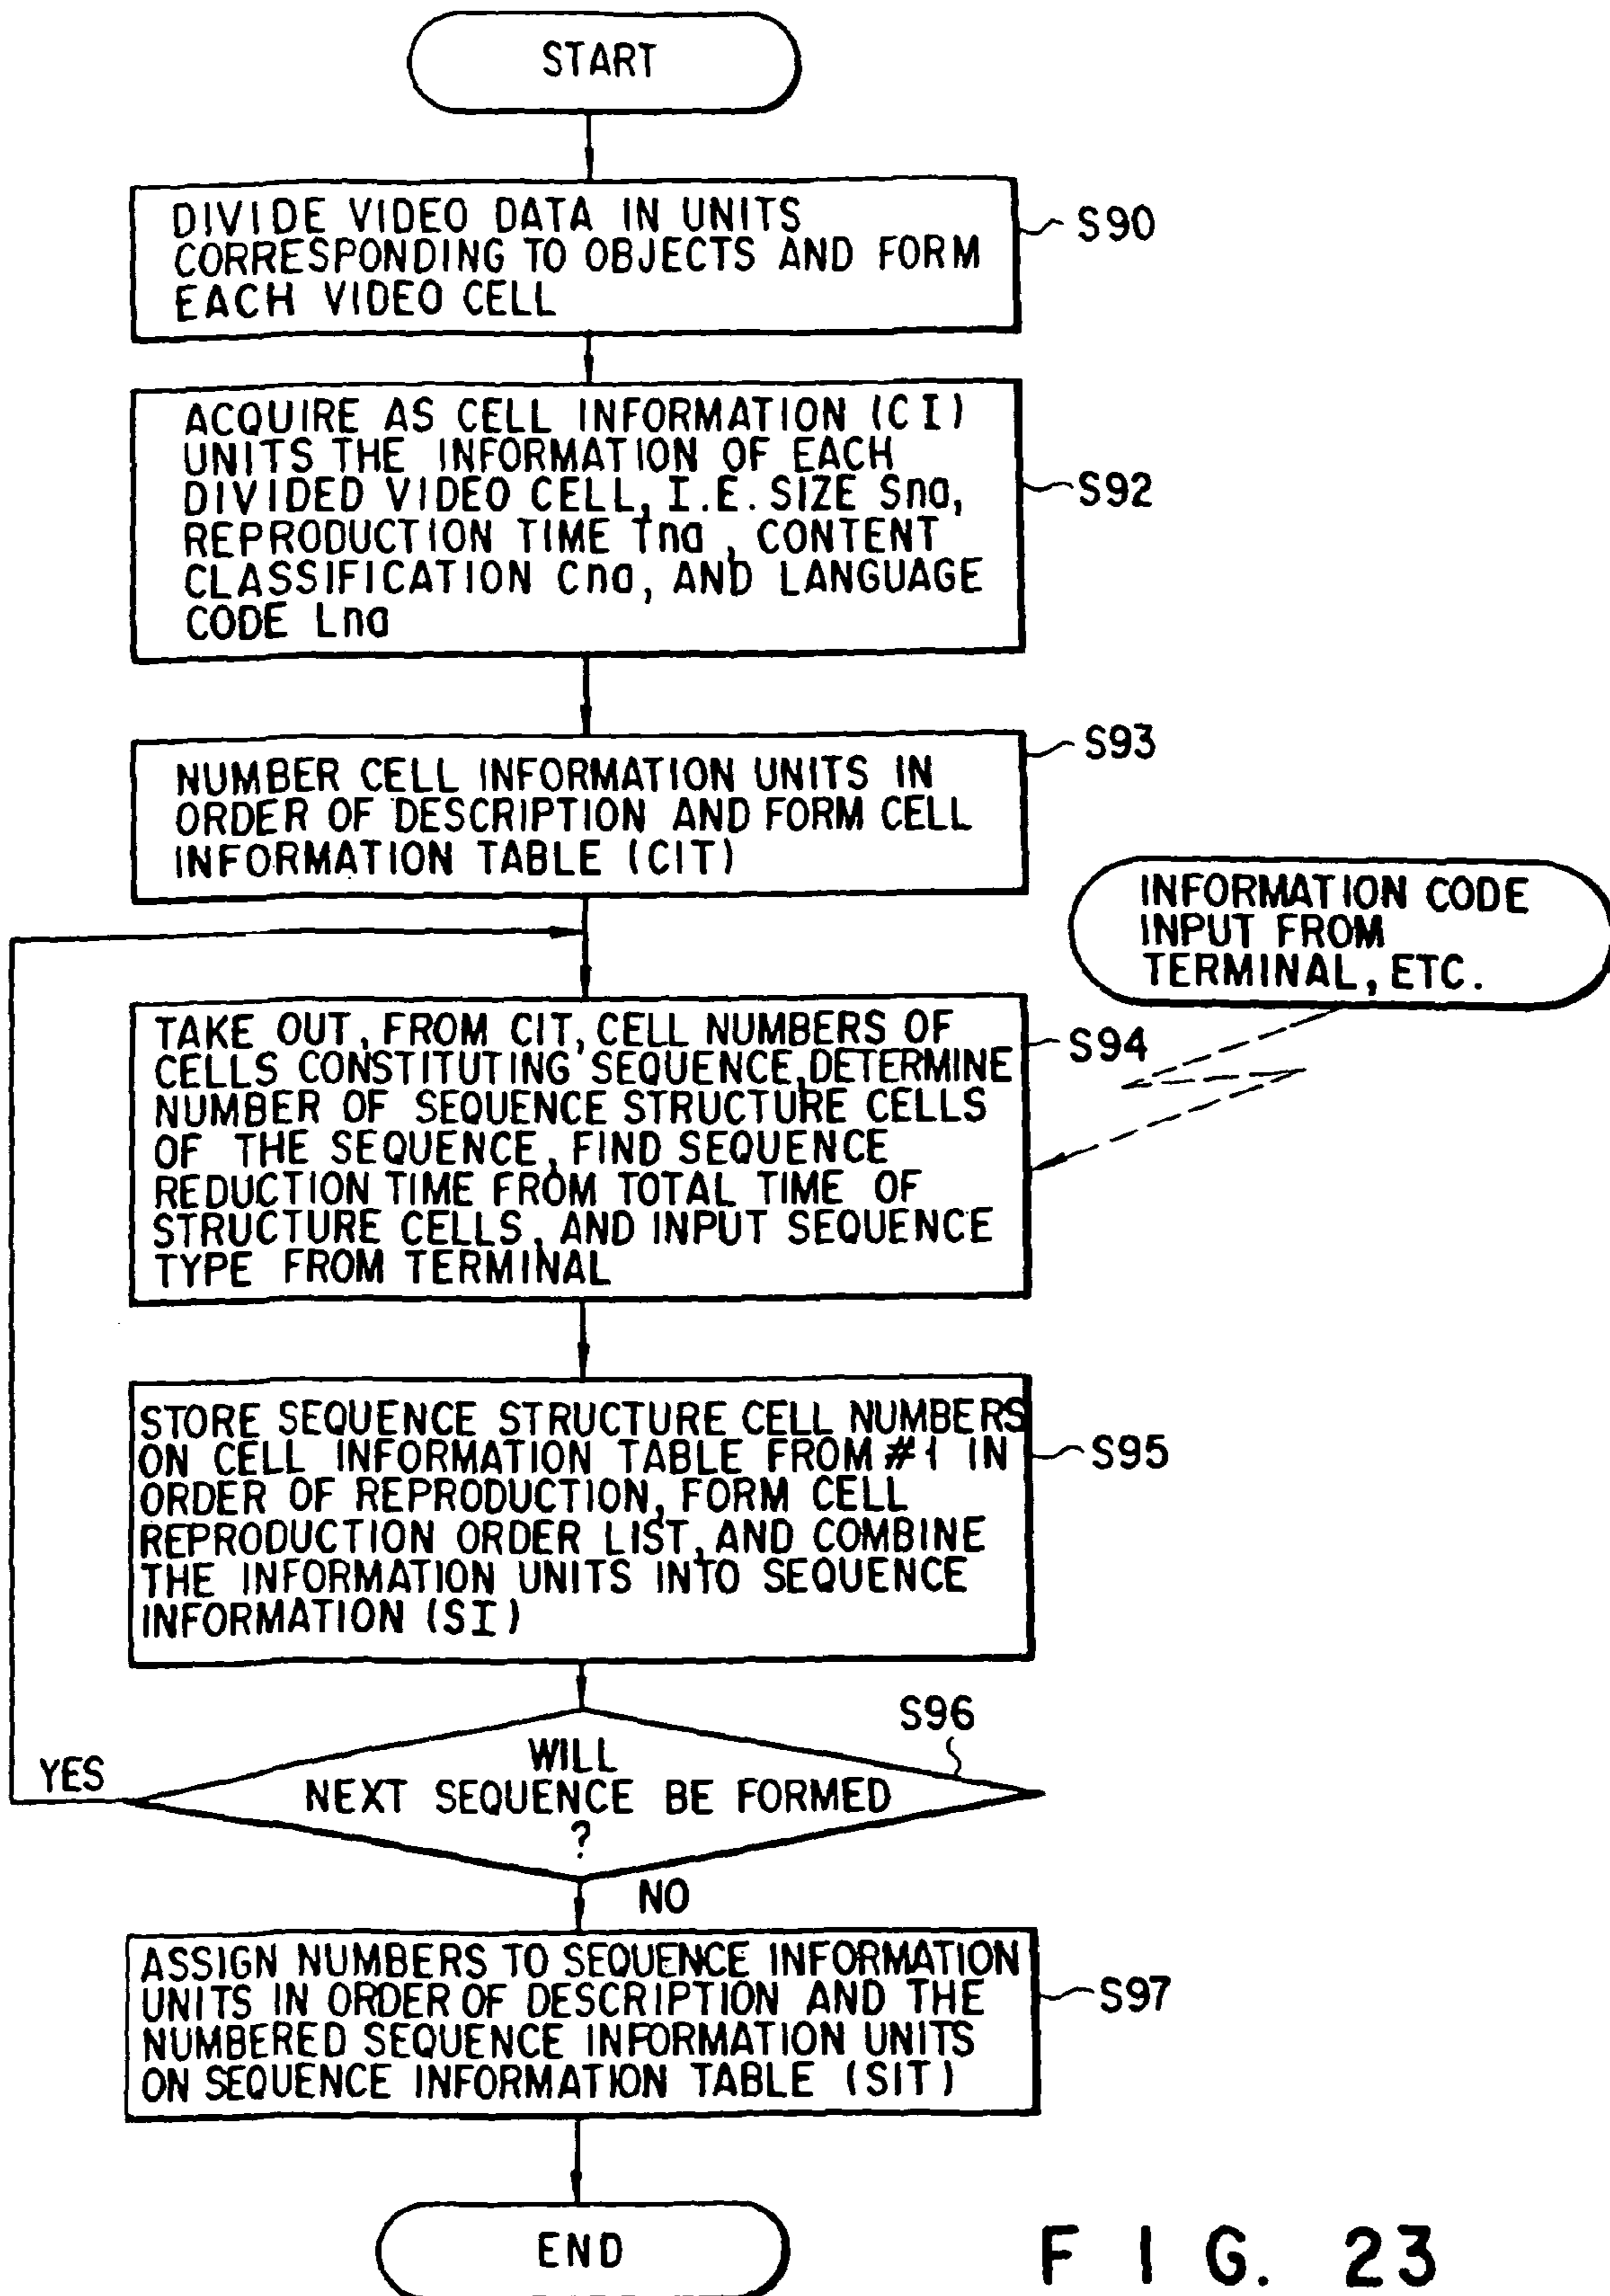 START
DIVIDE VIDEO DATA IN UNITS
CORRESPONDING TO OBJECTS AND FORM
EACH VIDEO CELL
S90
ACQUIRE AS CELL INFORMATION (CI)
UNITS THE INFORMATION OF EACH
DIVIDED VIDEO CELL, I.E. SIZE Sna,
REPRODUCTION TIME Tna, CONTENT
CLASSIFICATION Cna, AND LANGUAGE
CODE Lna
S92
NUMBER CELL INFORMATION UNITS IN
ORDER OF DESCRIPTION AND FORM CELL
INFORMATION TABLE (CIT)
S93
INFORMATION CODE
INPUT FROM
TERMINAL, ETC.
TAKE OUT, FROM CIT, CELL NUMBERS OF
CELLS CONSTITUTING SEQUENCE, DETERMINE
NUMBER OF SEQUENCE STRUCTURE CELLS
OF THE SEQUENCE, FIND SEQUENCE
REDUCTION TIME FROM TOTAL TIME OF
STRUCTURE CELLS, AND INPUT SEQUENCE
TYPE FROM TERMINAL
S94
STORE SEQUENCE STRUCTURE CELL NUMBERS
ON CELL INFORMATION TABLE FROM #1 IN
ORDER OF REPRODUCTION, FORM CELL
REPRODUCTION ORDER LIST, AND COMBINE
THE INFORMATION UNITS INTO SEQUENCE
INFORMATION (SI)
S95
S96
WILL
NEXT SEQUENCE BE FORMED
?
YES
NO
ASSIGN NUMBERS TO SEQUENCE INFORMATION
UNITS IN ORDER OF DESCRIPTION AND THE
NUMBERED SEQUENCE INFORMATION UNITS
ON SEQUENCE INFORMATION TABLE (SIT)
S97
END
FIG. 23